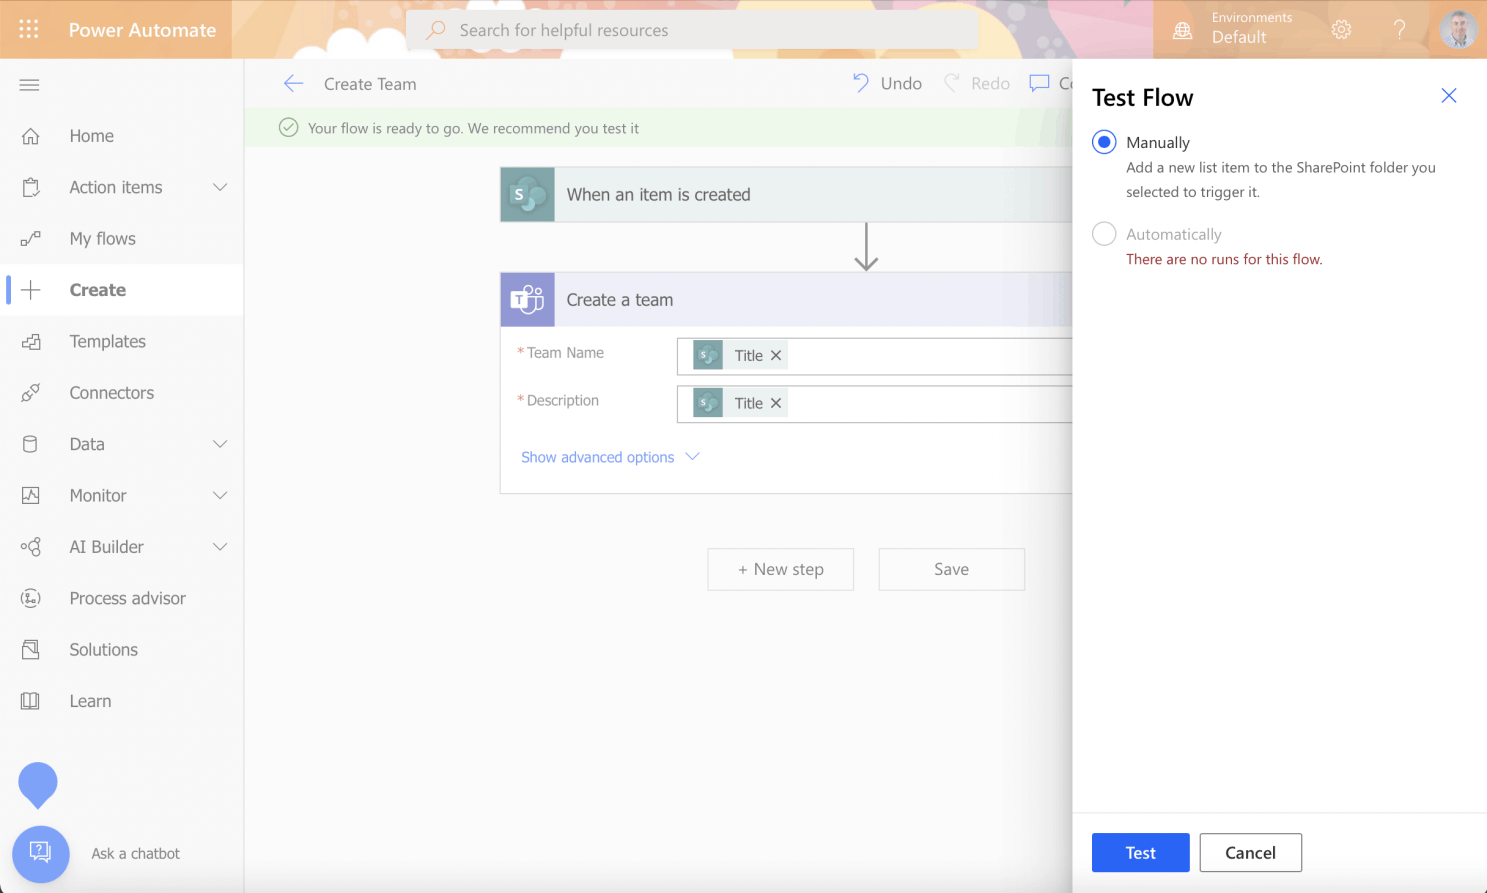 Power Automate
Search for helpful resources
Environments
Default
Home
Action items
My flows
Create
Templates
Connectors
Data
Monitor
AI Builder
Process advisor
Solutions
Learn
Ask a chatbot
Create Team
Undo
Redo
Your flow is ready to go. We recommend you test it
S
When an item is created
T
Create a team
*Team Name
S
Title
*Description
S
Title
Show advanced options
+ New step
Save
Test Flow
Manually
Add a new list item to the SharePoint folder you
selected to trigger it.
Automatically
There are no runs for this flow.
Test
Cancel